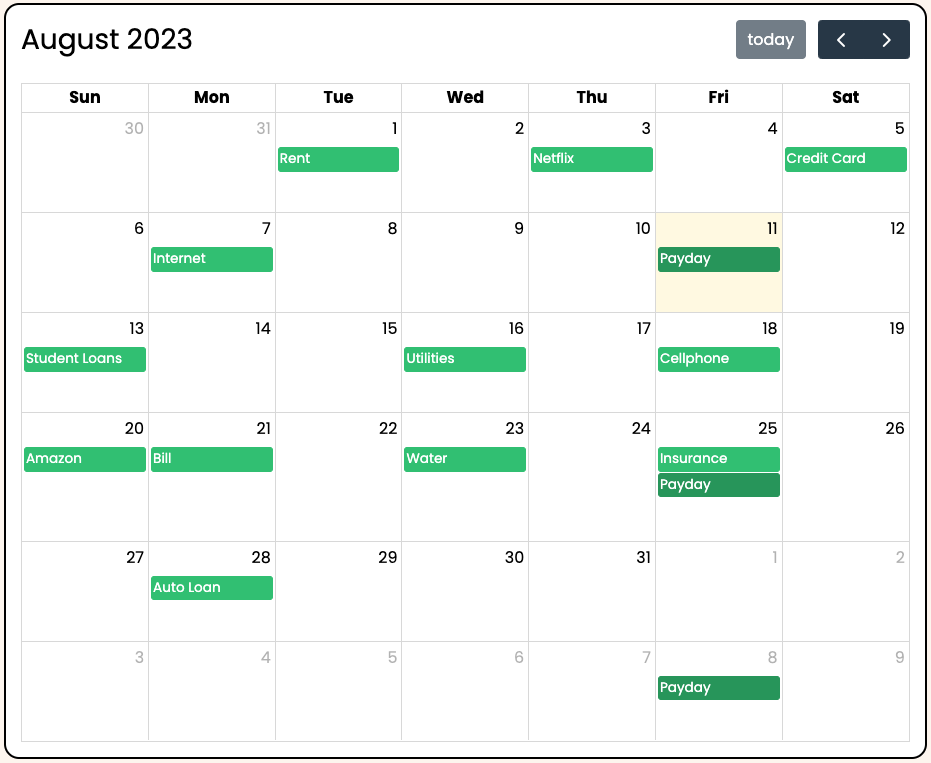 August 2023
today
Sun Mon Tue Wed Thu Fri Sat
30 31 1 2 3 4 5
Rent Netflix Credit Card
6 7 8 9 10 11 12
Internet Payday
13 14 15 16 17 18 19
Student Loans Utilities Cellphone
20 21 22 23 24 25 26
Amazon Bill Water Insurance
Payday
27 28 29 30 31 1 2
Auto Loan
3 4 5 6 7 8 9
Payday